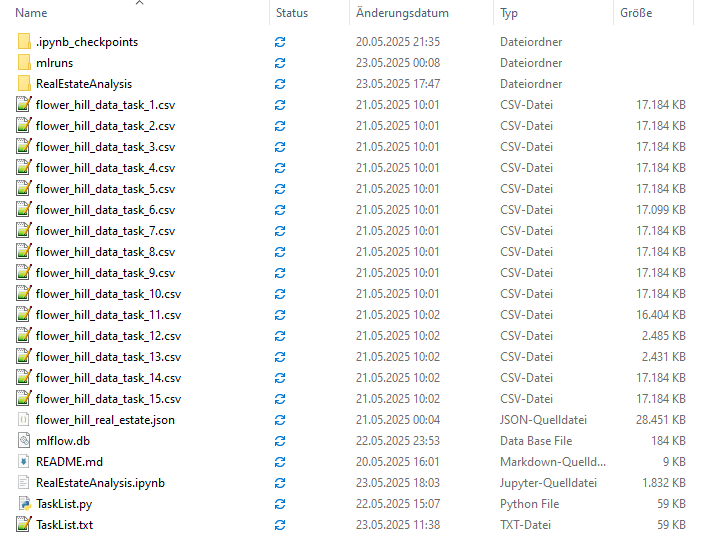 Name Status Änderungsdatum Typ Größe
.ipynb_checkpoints 20.05.2025 21:35 Dateiordner
mlruns 23.05.2025 00:08 Dateiordner
RealEstateAnalysis 23.05.2025 17:47 Dateiordner
flower_hill_data_task_1.csv 21.05.2025 10:01 CSV-Datei 17.184 KB
flower_hill_data_task_2.csv 21.05.2025 10:01 CSV-Datei 17.184 KB
flower_hill_data_task_3.csv 21.05.2025 10:01 CSV-Datei 17.184 KB
flower_hill_data_task_4.csv 21.05.2025 10:01 CSV-Datei 17.184 KB
flower_hill_data_task_5.csv 21.05.2025 10:01 CSV-Datei 17.184 KB
flower_hill_data_task_6.csv 21.05.2025 10:01 CSV-Datei 17.099 KB
flower_hill_data_task_7.csv 21.05.2025 10:01 CSV-Datei 17.184 KB
flower_hill_data_task_8.csv 21.05.2025 10:01 CSV-Datei 17.184 KB
flower_hill_data_task_9.csv 21.05.2025 10:01 CSV-Datei 17.184 KB
flower_hill_data_task_10.csv 21.05.2025 10:01 CSV-Datei 17.184 KB
flower_hill_data_task_11.csv 21.05.2025 10:02 CSV-Datei 16.404 KB
flower_hill_data_task_12.csv 21.05.2025 10:02 CSV-Datei 2.485 KB
flower_hill_data_task_13.csv 21.05.2025 10:02 CSV-Datei 2.431 KB
flower_hill_data_task_14.csv 21.05.2025 10:02 CSV-Datei 17.184 KB
flower_hill_data_task_15.csv 21.05.2025 10:02 CSV-Datei 17.184 KB
flower_hill_real_estate.json 21.05.2025 00:04 JSON-Quelldatei 28.451 KB
mlflow.db 22.05.2025 23:53 Data Base File 184 KB
README.md 20.05.2025 16:01 Markdown-Quelld... 9 KB
RealEstateAnalysis.ipynb 23.05.2025 18:03 Jupyter-Quelldatei 1.832 KB
TaskList.py 22.05.2025 15:07 Python File 59 KB
TaskList.txt 23.05.2025 11:38 TXT-Datei 59 KB